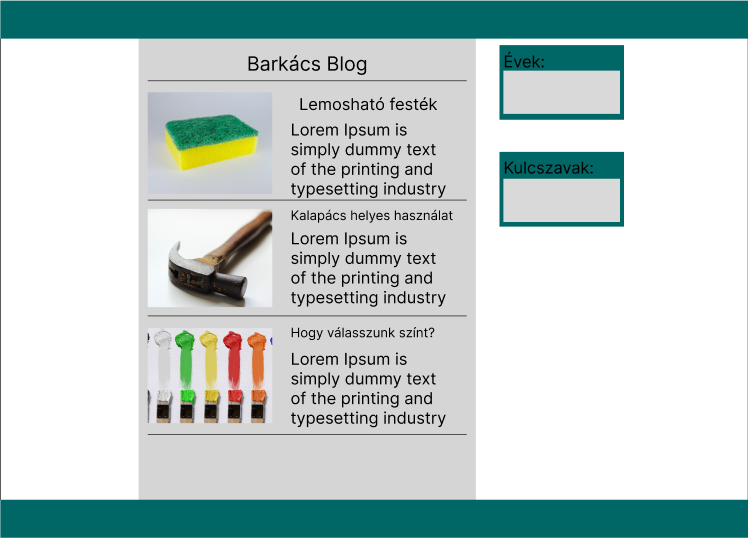 Barkács Blog
Lemosható festék
Lorem Ipsum is
simply dummy text
of the printing and
typesetting industry
Kalapács helyes használat
Lorem Ipsum is
simply dummy text
of the printing and
typesetting industry
Hogy válasszunk színt?
Lorem Ipsum is
simply dummy text
of the printing and
typesetting industry
Évek:
Kulcszavak: